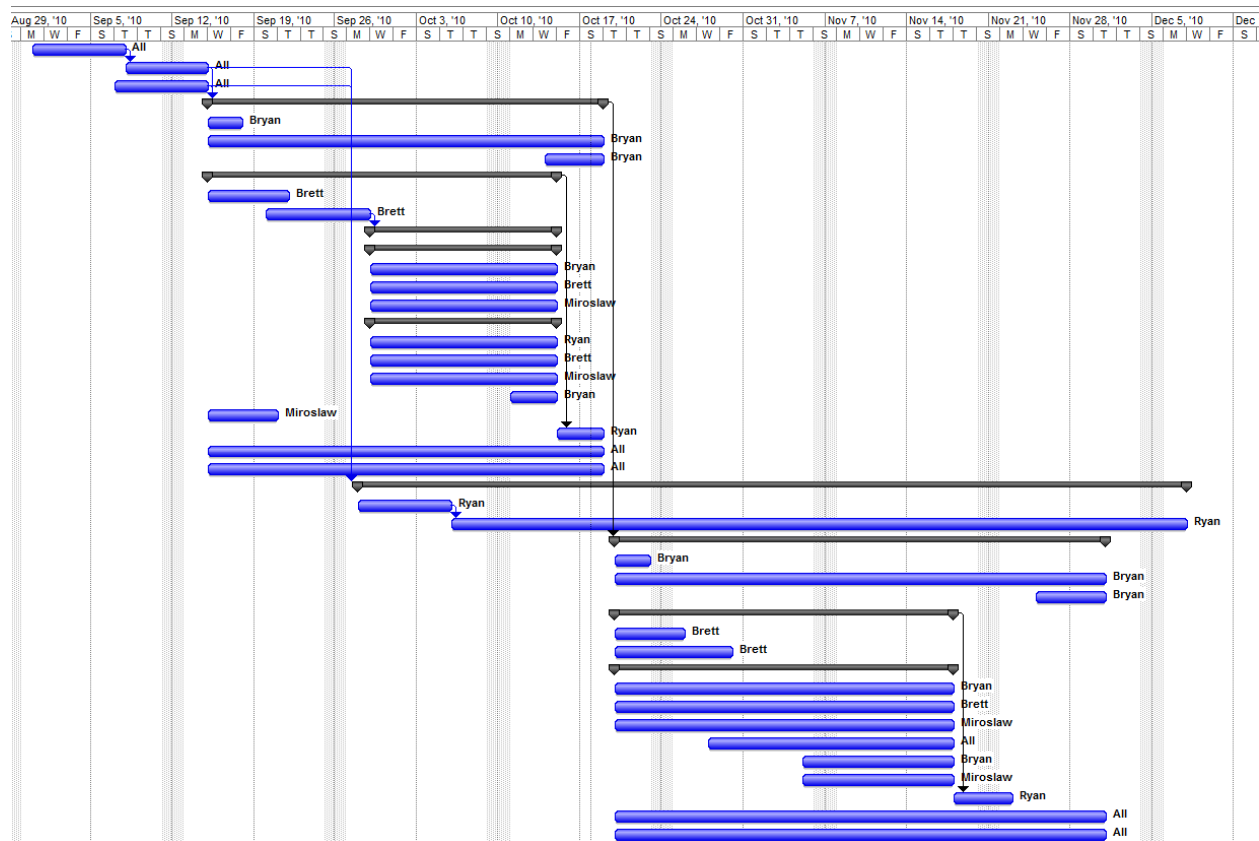 Aug 29, '10 Sep 5, '10 Sep 12, '10 Sep 19, '10 Sep 26, '10 Oct 3, '10 Oct 10, '10 Oct 17, '10 Oct 24, '10 Oct 31, '10 Nov 7, '10 Nov 14, '10 Nov 21, '10 Nov 28, '10 Dec 5, '10 Dec
M W F S T T S M W F S T T S M W F S T T S M W F S T T S M W F S T T S M W F S T T S M W F S T T S M W F S
All
All
All
Bryan
Bryan
Bryan
Brett
Brett
Bryan
Brett
Miroslaw
Ryan
Brett
Miroslaw
Bryan
Miroslaw
Ryan
All
All
Ryan
Ryan
Bryan
Bryan
Bryan
Brett
Brett
Bryan
Brett
Miroslaw
All
Bryan
Miroslaw
Ryan
All
All